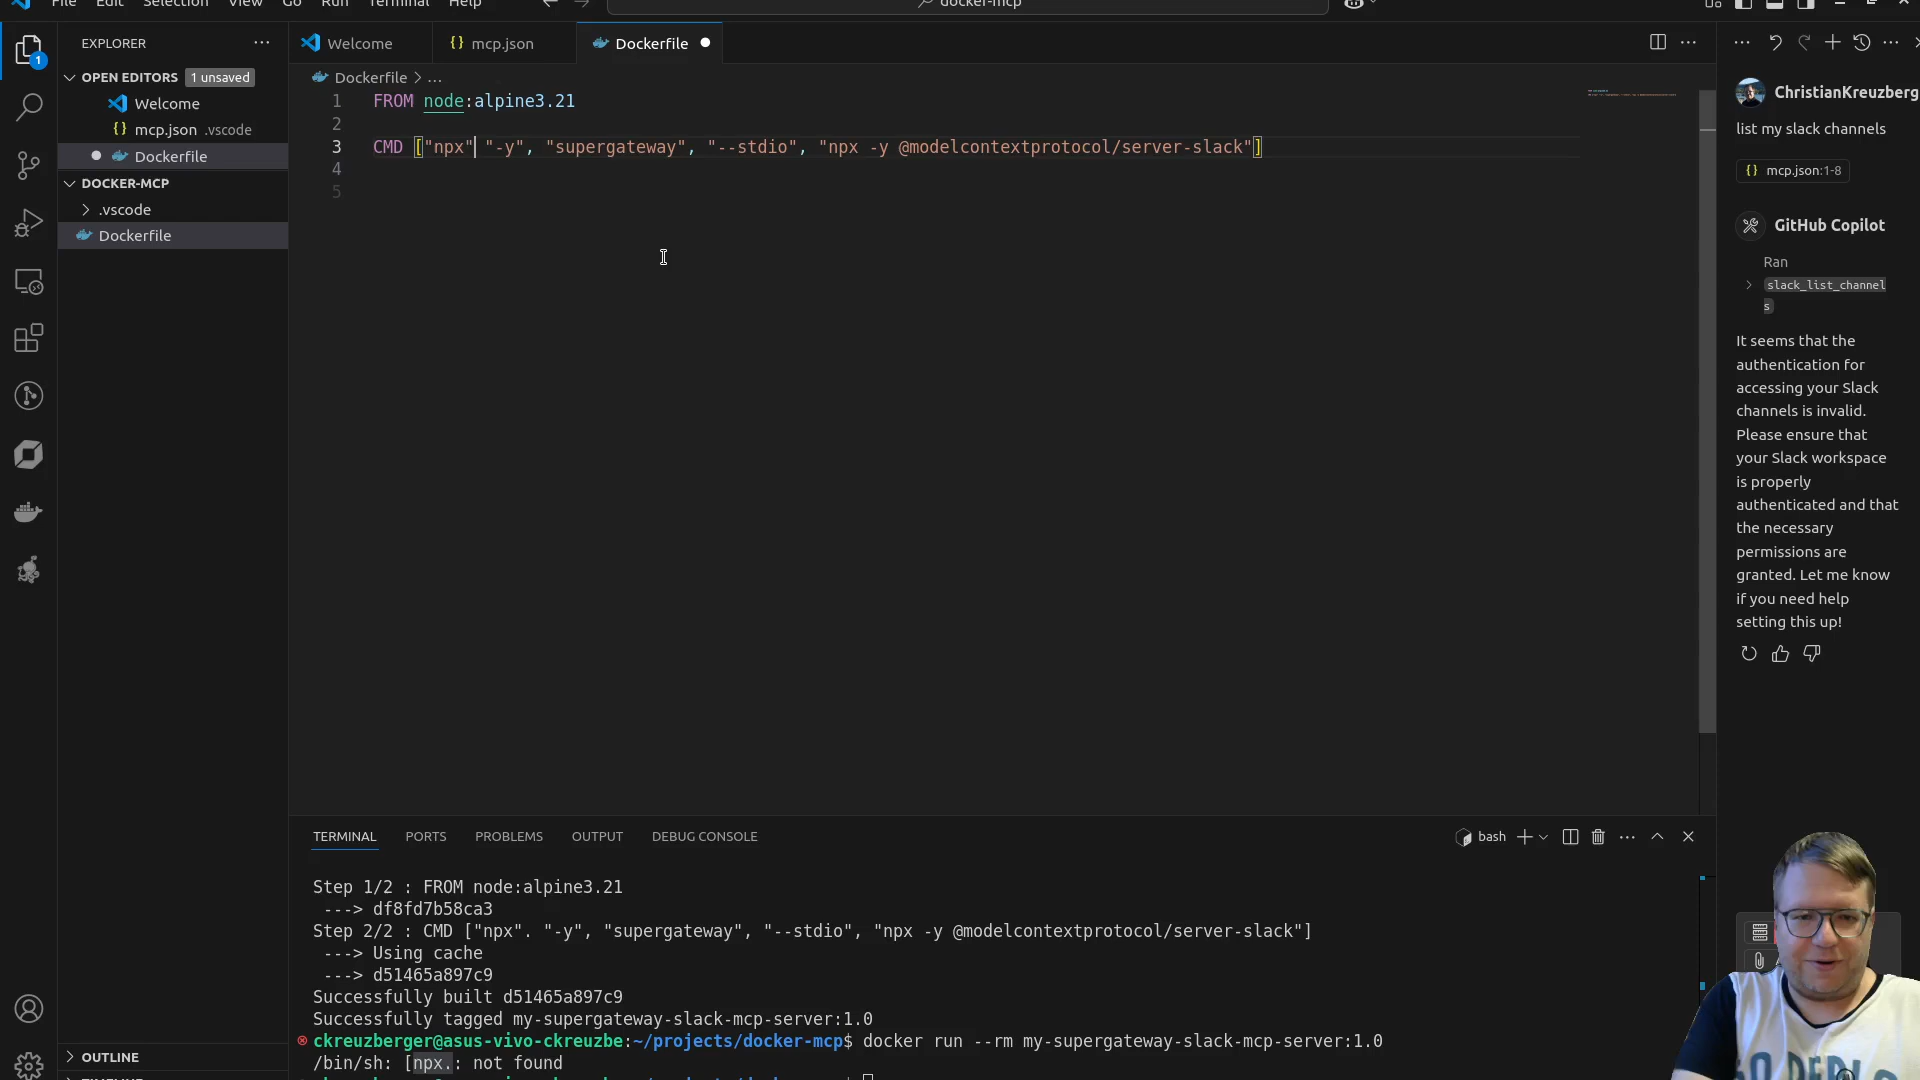 File Edit Selection View Go Run Terminal Help
docker-mcp
EXPLORER
OPEN EDITORS 1 unsaved
Welcome
mcp.json .vscode
Dockerfile
DOCKER-MCP
.vscode
Dockerfile
OUTLINE
1
Welcome
mcp.json
Dockerfile
Dockerfile > ...
1 FROM node:alpine3.21
2
3 CMD ["npx" "-y", "supergateway", "--stdio", "npx -y @modelcontextprotocol/server-slack"]
4
5
TERMINAL PORTS PROBLEMS OUTPUT DEBUG CONSOLE
bash
Step 1/2 : FROM node:alpine3.21
---> df8fd7b58ca3
Step 2/2 : CMD ["npx". "-y", "supergateway", "--stdio", "npx -y @modelcontextprotocol/server-slack"]
---> Using cache
---> d51465a897c9
Successfully built d51465a897c9
Successfully tagged my-supergateway-slack-mcp-server:1.0
ckreuzberger@asus-vivo-ckreuzbe:~/projects/docker-mcp$ docker run --rm my-supergateway-slack-mcp-server:1.0
/bin/sh: [npx.: not found
ChristianKreuzberg
list my slack channels
mcp.json:1-8
GitHub Copilot
Ran
slack_list_channel
s
It seems that the
authentication for
accessing your Slack
channels is invalid.
Please ensure that
your Slack workspace
is properly
authenticated and that
the necessary
permissions are
granted. Let me know
if you need help
setting this up!